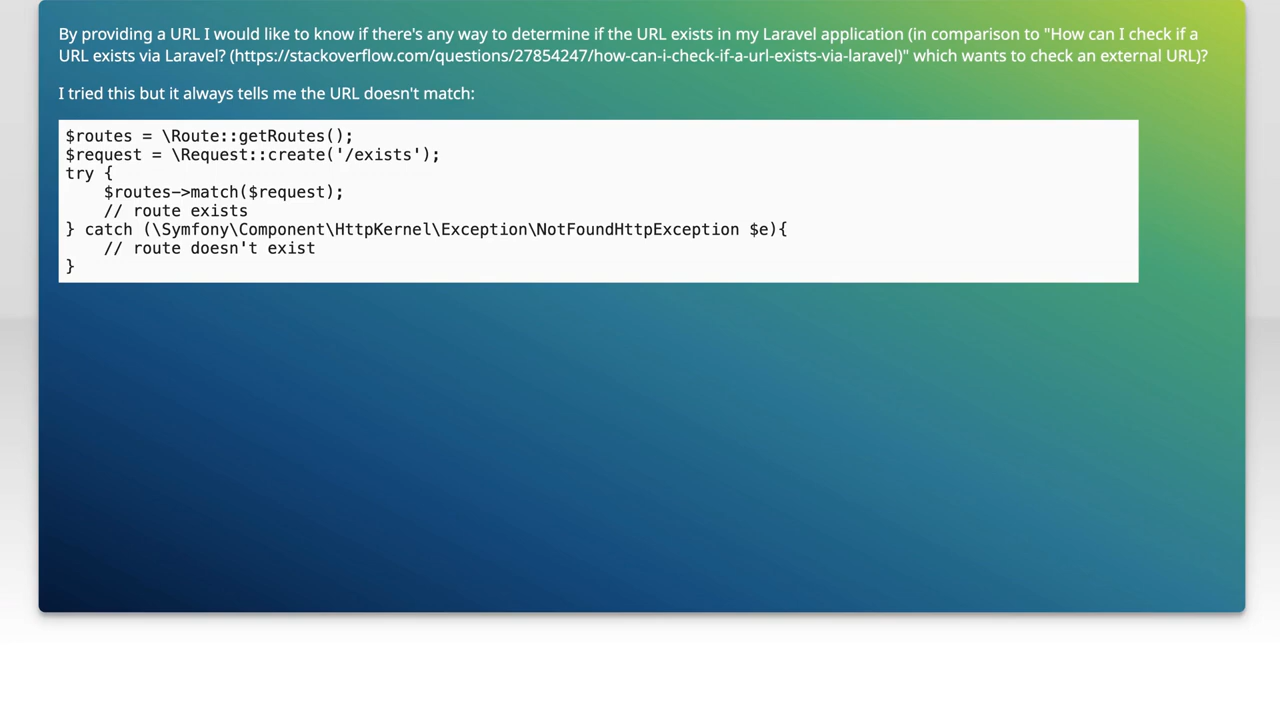 By providing a URL I would like to know if there's any way to determine if the URL exists in my Laravel application (in comparison to "How can I check if a
URL exists via Laravel? (https://stackoverflow.com/questions/27854247/how-can-i-check-if-a-url-exists-via-laravel)" which wants to check an external URL)?
I tried this but it always tells me the URL doesn't match:
$routes = \Route::getRoutes();
$request = \Request::create('/exists');
try {
    $routes->match($request);
    // route exists
} catch (\Symfony\Component\HttpKernel\Exception\NotFoundHttpException $e){
    // route doesn't exist
}